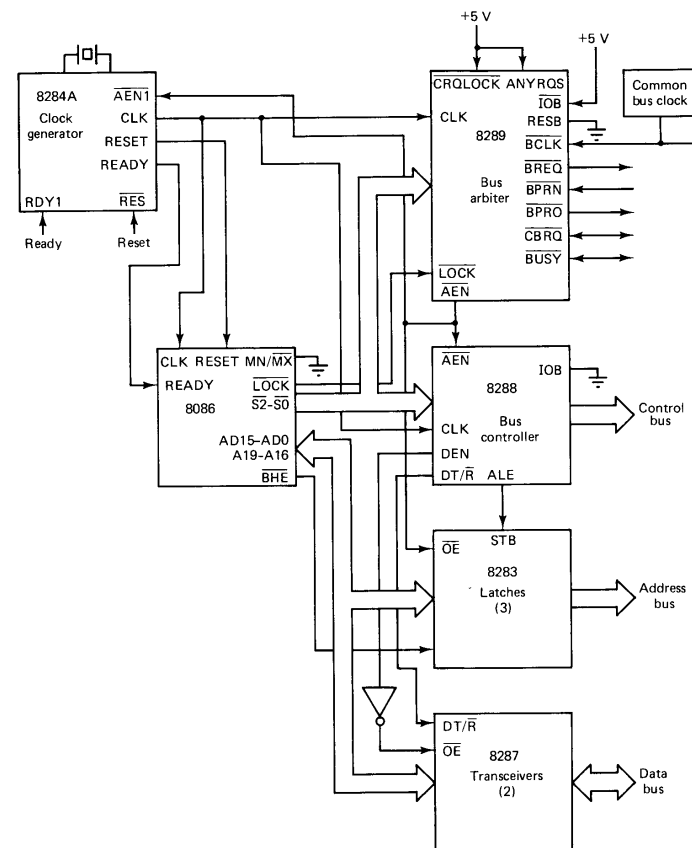 +5 V
+5 V
8284A
Clock
generator
AEN1
CLK
RESET
READY
RDY1
RES
Ready
Reset
CRQLOCK ANYRQS
IOB
RESB
CLK
8289
BCLK
BREQ
Bus
arbiter
BPRN
BPRO
CBRQ
BUSY
LOCK
AEN
Common
bus clock
CLK RESET MN/MX
READY
LOCK
8086
S2-S0
AD15-AD0
A19-A16
BHE
AEN
IOB
8288
Bus
controller
CLK
DEN
DT/R ALE
Control
bus
STB
OE
8283
Latches
(3)
Address
bus
DT/R
OE
8287
Transceivers
(2)
Data
bus